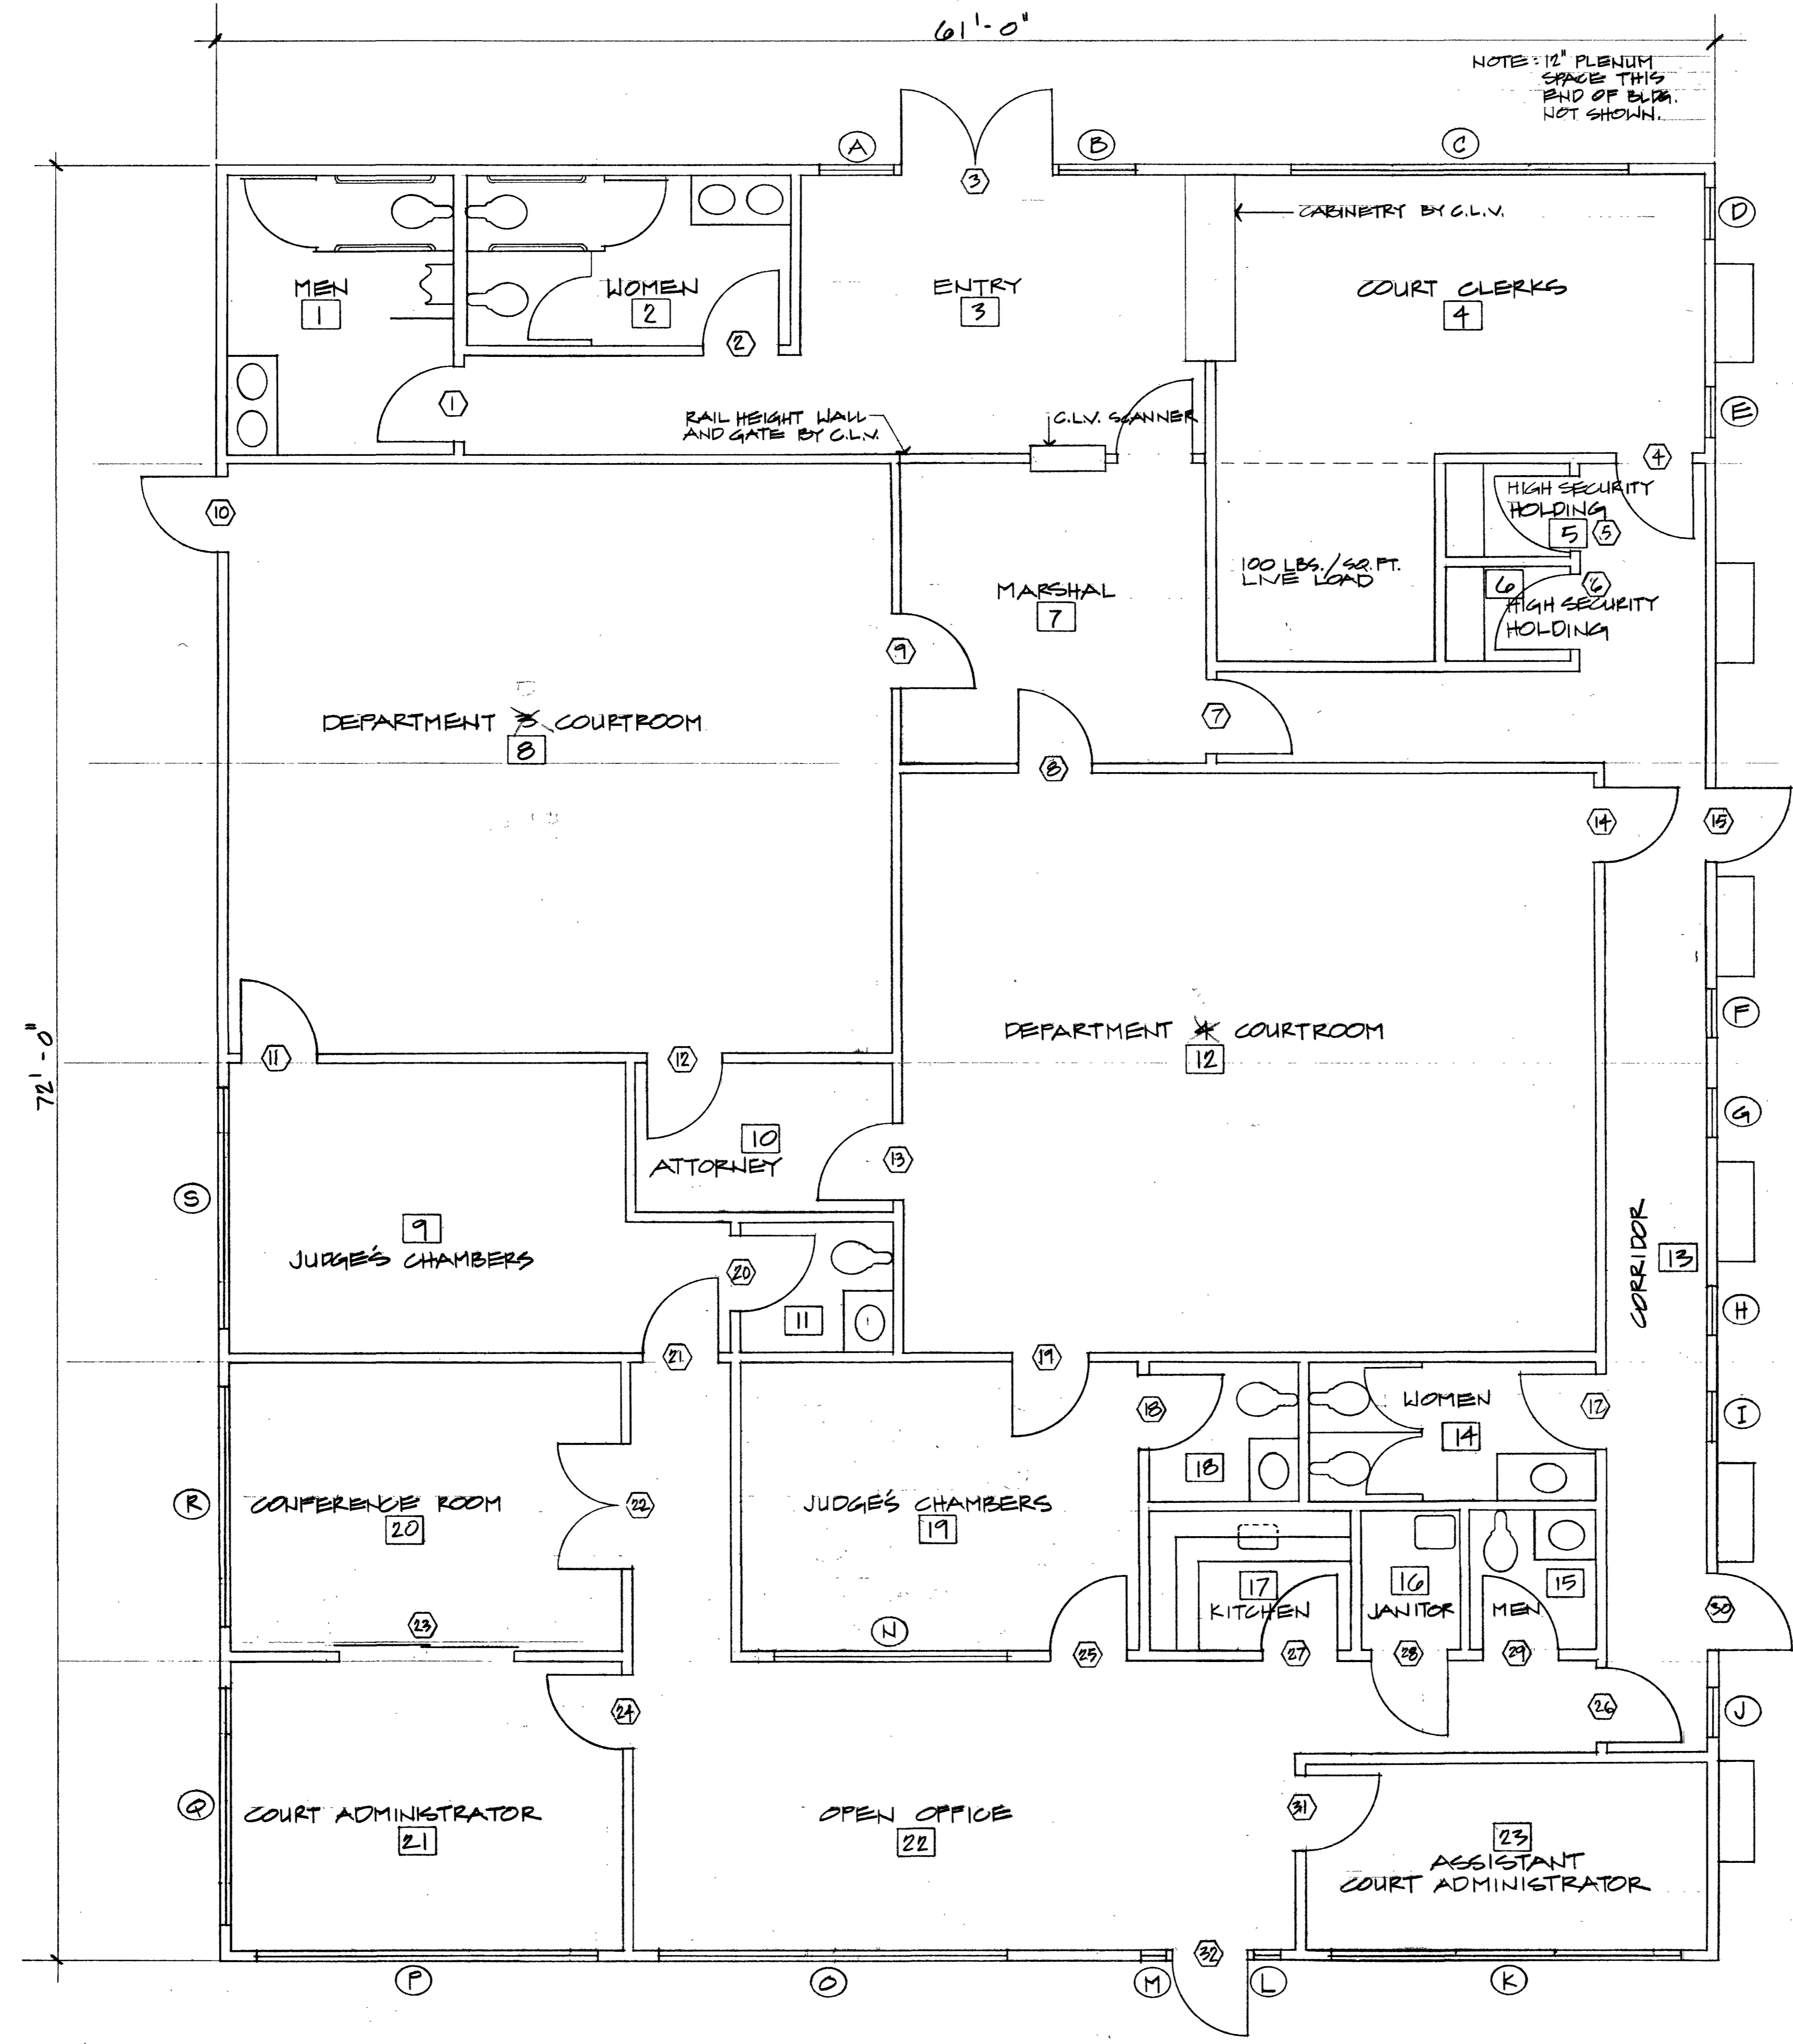 61'-0"
NOTE: 12" PLENUM
SPACE THIS
END OF BLDG.
NOT SHOWN.
A
B
C
3
D
CABINETRY BY C.L.V.
MEN
1
WOMEN
2
ENTRY
3
COURT CLERKS
4
2
1
E
RAIL HEIGHT WALL
AND GATE BY C.L.V.
C.L.V. SCANNER
4
HIGH SECURITY
HOLDING
5
5
10
100 LBS./SQ.FT.
LIVE LOAD
6
6
HIGH SECURITY
HOLDING
MARSHAL
7
9
7
DEPARTMENT 3 COURTROOM
8
8
14
15
F
DEPARTMENT 4 COURTROOM
12
72'-0"
11
12
G
10
ATTORNEY
13
S
9
JUDGE'S CHAMBERS
CORRIDOR
13
20
11
H
21
19
WOMEN
14
18
17
I
18
R
CONFERENCE ROOM
20
22
JUDGE'S CHAMBERS
19
17
KITCHEN
16
JANITOR
15
MEN
30
23
N
25
27
28
29
24
26
J
Q
COURT ADMINISTRATOR
21
OPEN OFFICE
22
31
23
ASSISTANT
COURT ADMINISTRATOR
32
P
O
M
L
K